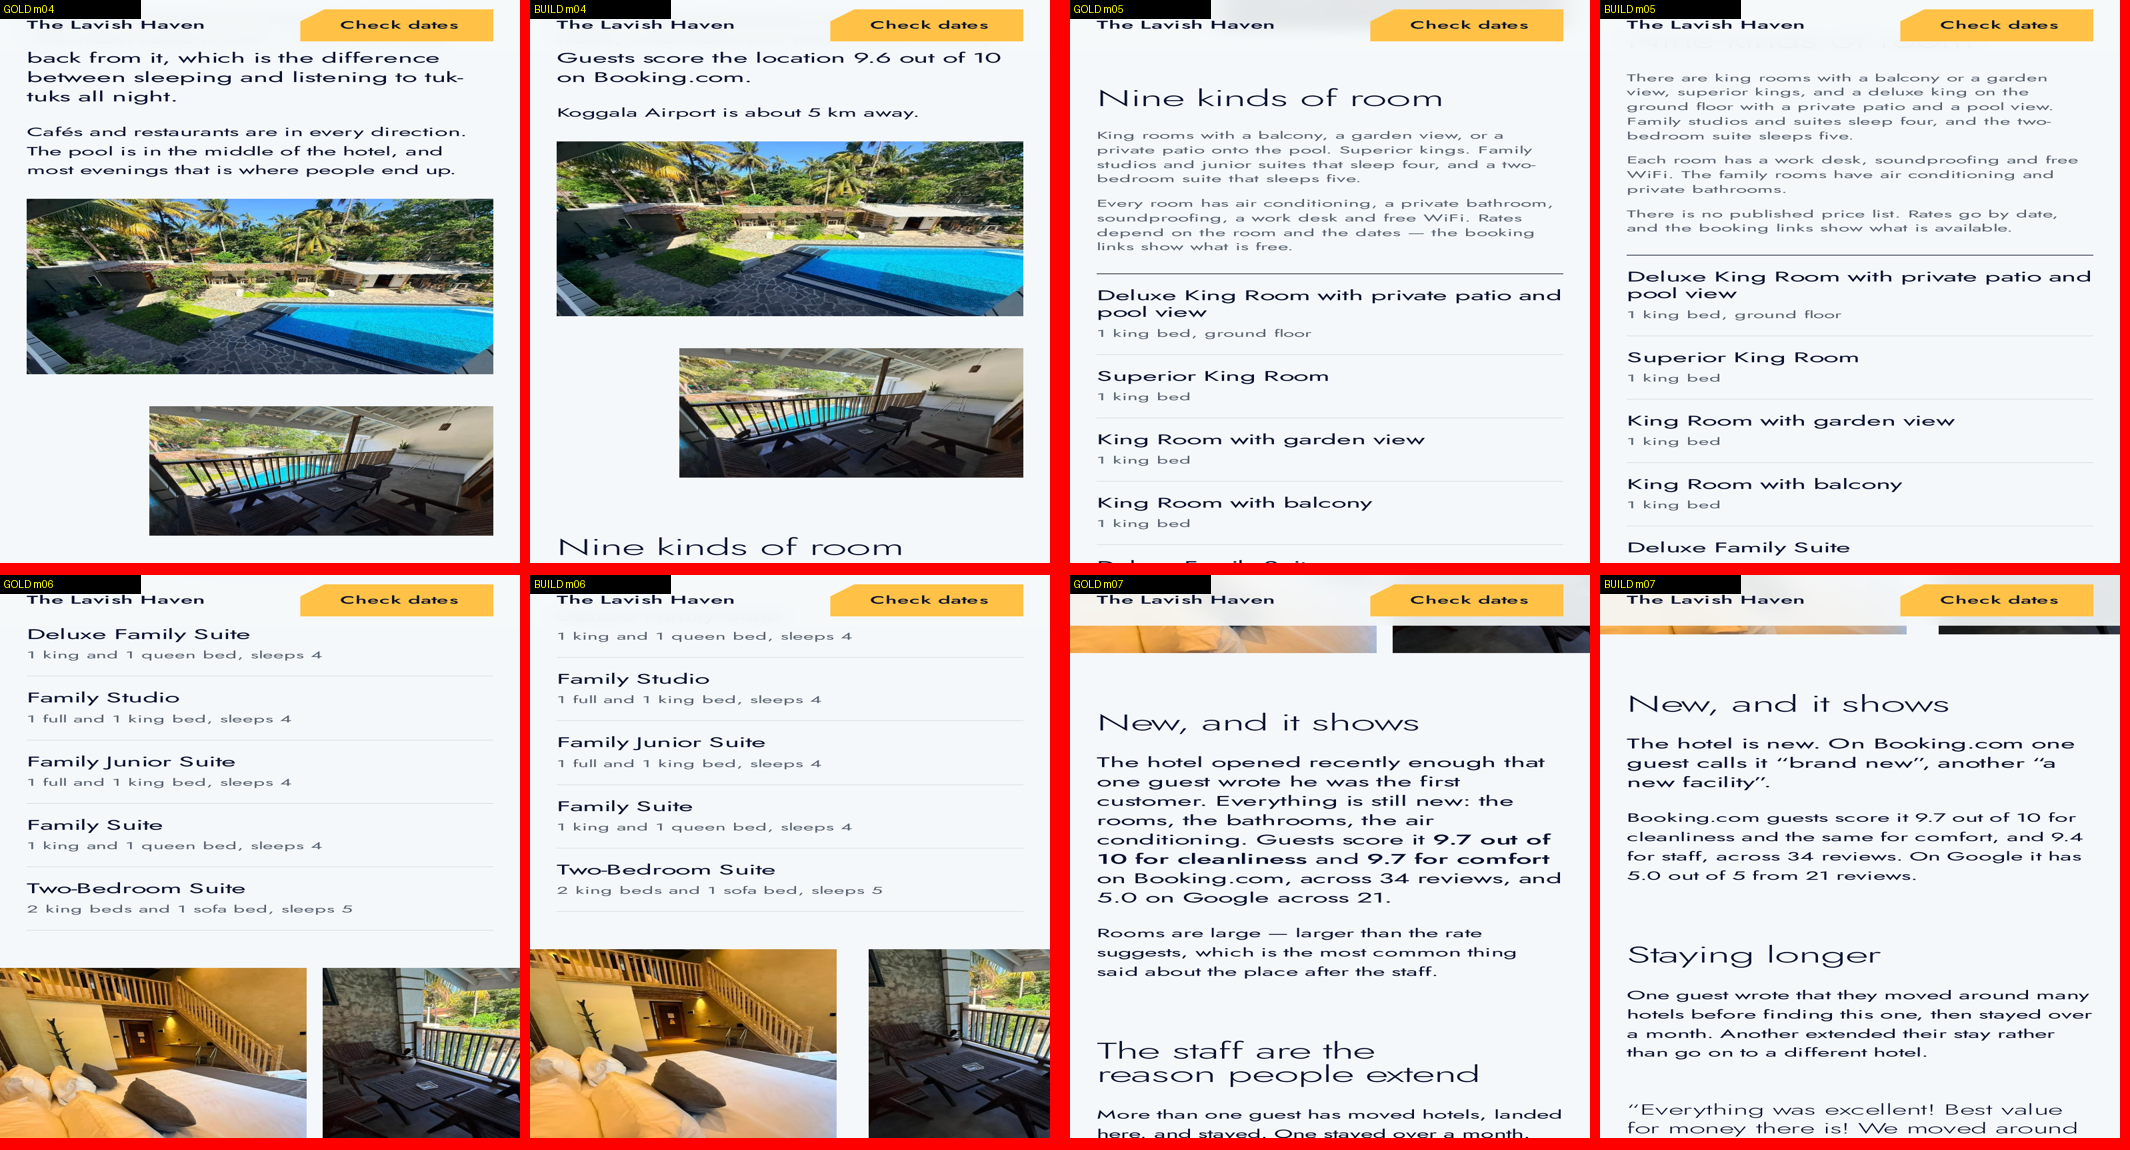 GOLD m04
The Lavish Haven
Check dates
back from it, which is the difference
between sleeping and listening to tuk-
tuks all night.
Cafés and restaurants are in every direction.
The pool is in the middle of the hotel, and
most evenings that is where people end up.
BUILD m04
The Lavish Haven
Check dates
Guests score the location 9.6 out of 10
on Booking.com.
Koggala Airport is about 5 km away.
Nine kinds of room
GOLD m05
The Lavish Haven
Check dates
Nine kinds of room
King rooms with a balcony, a garden view, or a
private patio onto the pool. Superior kings. Family
studios and junior suites that sleep four, and a two-
bedroom suite that sleeps five.
Every room has air conditioning, a private bathroom,
soundproofing, a work desk and free WiFi. Rates
depend on the room and the dates — the booking
links show what is free.
Deluxe King Room with private patio and
pool view
1 king bed, ground floor
Superior King Room
1 king bed
King Room with garden view
1 king bed
King Room with balcony
1 king bed
BUILD m05
The Lavish Haven
Check dates
There are king rooms with a balcony or a garden
view, superior kings, and a deluxe king on the
ground floor with a private patio and a pool view.
Family studios and suites sleep four, and the two-
bedroom suite sleeps five.
Each room has a work desk, soundproofing and free
WiFi. The family rooms have air conditioning and
private bathrooms.
There is no published price list. Rates go by date,
and the booking links show what is available.
Deluxe King Room with private patio and
pool view
1 king bed, ground floor
Superior King Room
1 king bed
King Room with garden view
1 king bed
King Room with balcony
1 king bed
Deluxe Family Suite
GOLD m06
The Lavish Haven
Check dates
Deluxe Family Suite
1 king and 1 queen bed, sleeps 4
Family Studio
1 full and 1 king bed, sleeps 4
Family Junior Suite
1 full and 1 king bed, sleeps 4
Family Suite
1 king and 1 queen bed, sleeps 4
Two-Bedroom Suite
2 king beds and 1 sofa bed, sleeps 5
BUILD m06
The Lavish Haven
Check dates
1 king and 1 queen bed, sleeps 4
Family Studio
1 full and 1 king bed, sleeps 4
Family Junior Suite
1 full and 1 king bed, sleeps 4
Family Suite
1 king and 1 queen bed, sleeps 4
Two-Bedroom Suite
2 king beds and 1 sofa bed, sleeps 5
GOLD m07
The Lavish Haven
Check dates
New, and it shows
The hotel opened recently enough that
one guest wrote he was the first
customer. Everything is still new: the
rooms, the bathrooms, the air
conditioning. Guests score it 9.7 out of
10 for cleanliness and 9.7 for comfort
on Booking.com, across 34 reviews, and
5.0 on Google across 21.
Rooms are large — larger than the rate
suggests, which is the most common thing
said about the place after the staff.
The staff are the
reason people extend
More than one guest has moved hotels, landed
here, and stayed. One stayed over a month.
BUILD m07
The Lavish Haven
Check dates
New, and it shows
The hotel is new. On Booking.com one
guest calls it “brand new”, another “a
new facility”.
Booking.com guests score it 9.7 out of 10 for
cleanliness and the same for comfort, and 9.4
for staff, across 34 reviews. On Google it has
5.0 out of 5 from 21 reviews.
Staying longer
One guest wrote that they moved around many
hotels before finding this one, then stayed over
a month. Another extended their stay rather
than go on to a different hotel.
“Everything was excellent! Best value
for money there is! We moved around